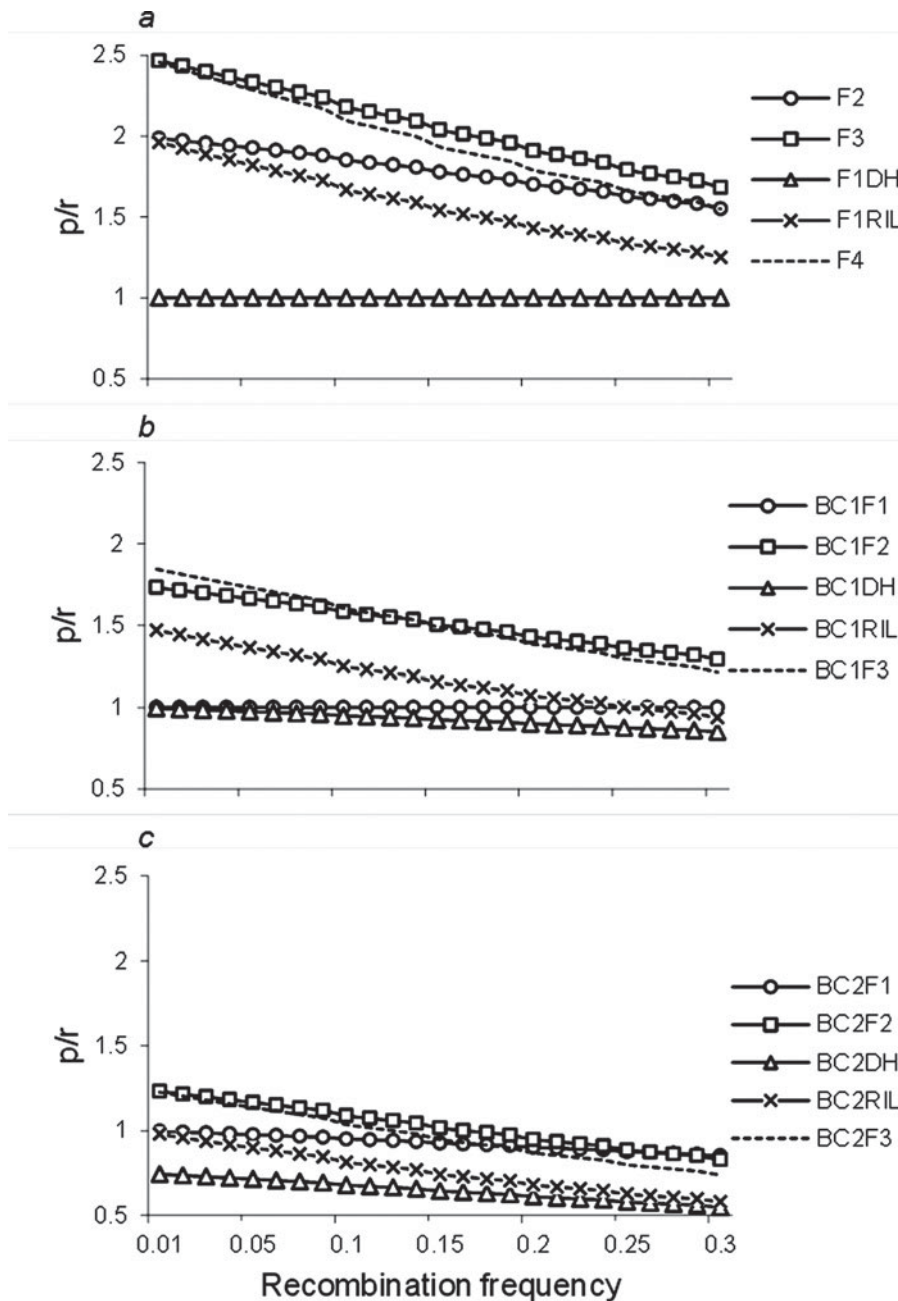 a
2.5
2
1.5
1
0.5
p/r
F2
F3
F1DH
F1RIL
F4
b
2.5
2
1.5
1
0.5
p/r
BC1F1
BC1F2
BC1DH
BC1RIL
BC1F3
c
2.5
2
1.5
1
0.5
p/r
BC2F1
BC2F2
BC2DH
BC2RIL
BC2F3
0.01 0.05 0.1 0.15 0.2 0.25 0.3
Recombination frequency